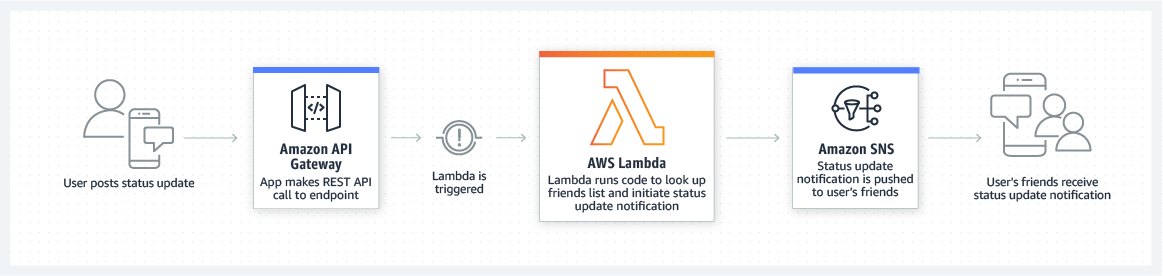 User posts status update
Amazon API
Gateway
App makes REST API
call to endpoint
Lambda is
triggered
AWS Lambda
Lambda runs code to look up
friends list and initiate status
update notification
Amazon SNS
Status update
notification is pushed
to user's friends
User's friends receive
status update notification